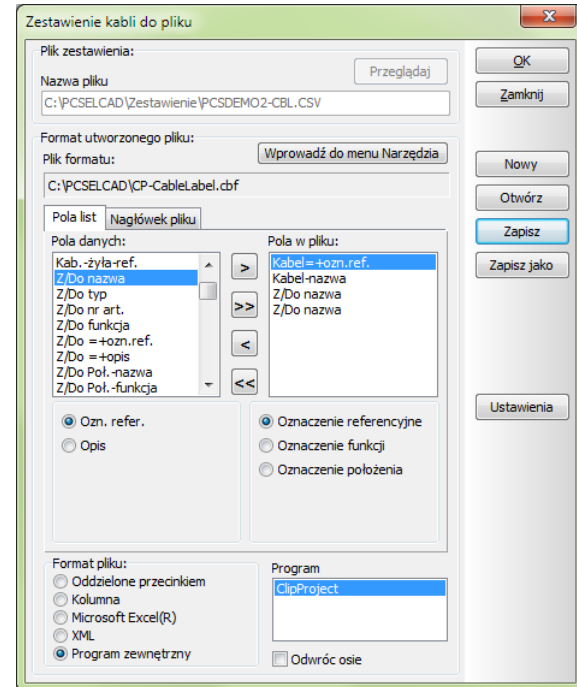 Zestawienie kabli do pliku
Plik zestawienia:
Przeglądaj
Nazwa pliku
C:\PCSELCAD\Zestawienie\PCSDEMO2-CBL.CSV
Format utworzonego pliku:
Wprowadź do menu Narzędzia
Plik formatu:
C:\PCSELCAD\CP-CableLabel.cbf
Pola list
Nagłówek pliku
Pola danych:
Kab.-żyła-ref.
Z/Do nazwa
Z/Do typ
Z/Do nr art.
Z/Do funkcja
Z/Do =+ozn.ref.
Z/Do =+opis
Z/Do Poł.-nazwa
Z/Do Poł.-funkcja
>
>>
<
<<
Pola w pliku:
Kabel=+ozn.ref.
Kabel-nazwa
Z/Do nazwa
Z/Do nazwa
Ozn. refer.
Opis
Oznaczenie referencyjne
Oznaczenie funkcji
Oznaczenie położenia
Format pliku:
Oddzielone przecinkiem
Kolumna
Microsoft Excel(R)
XML
Program zewnętrzny
Program
ClipProject
Odwróc osie
OK
Zamknij
Nowy
Otwórz
Zapisz
Zapisz jako
Ustawienia